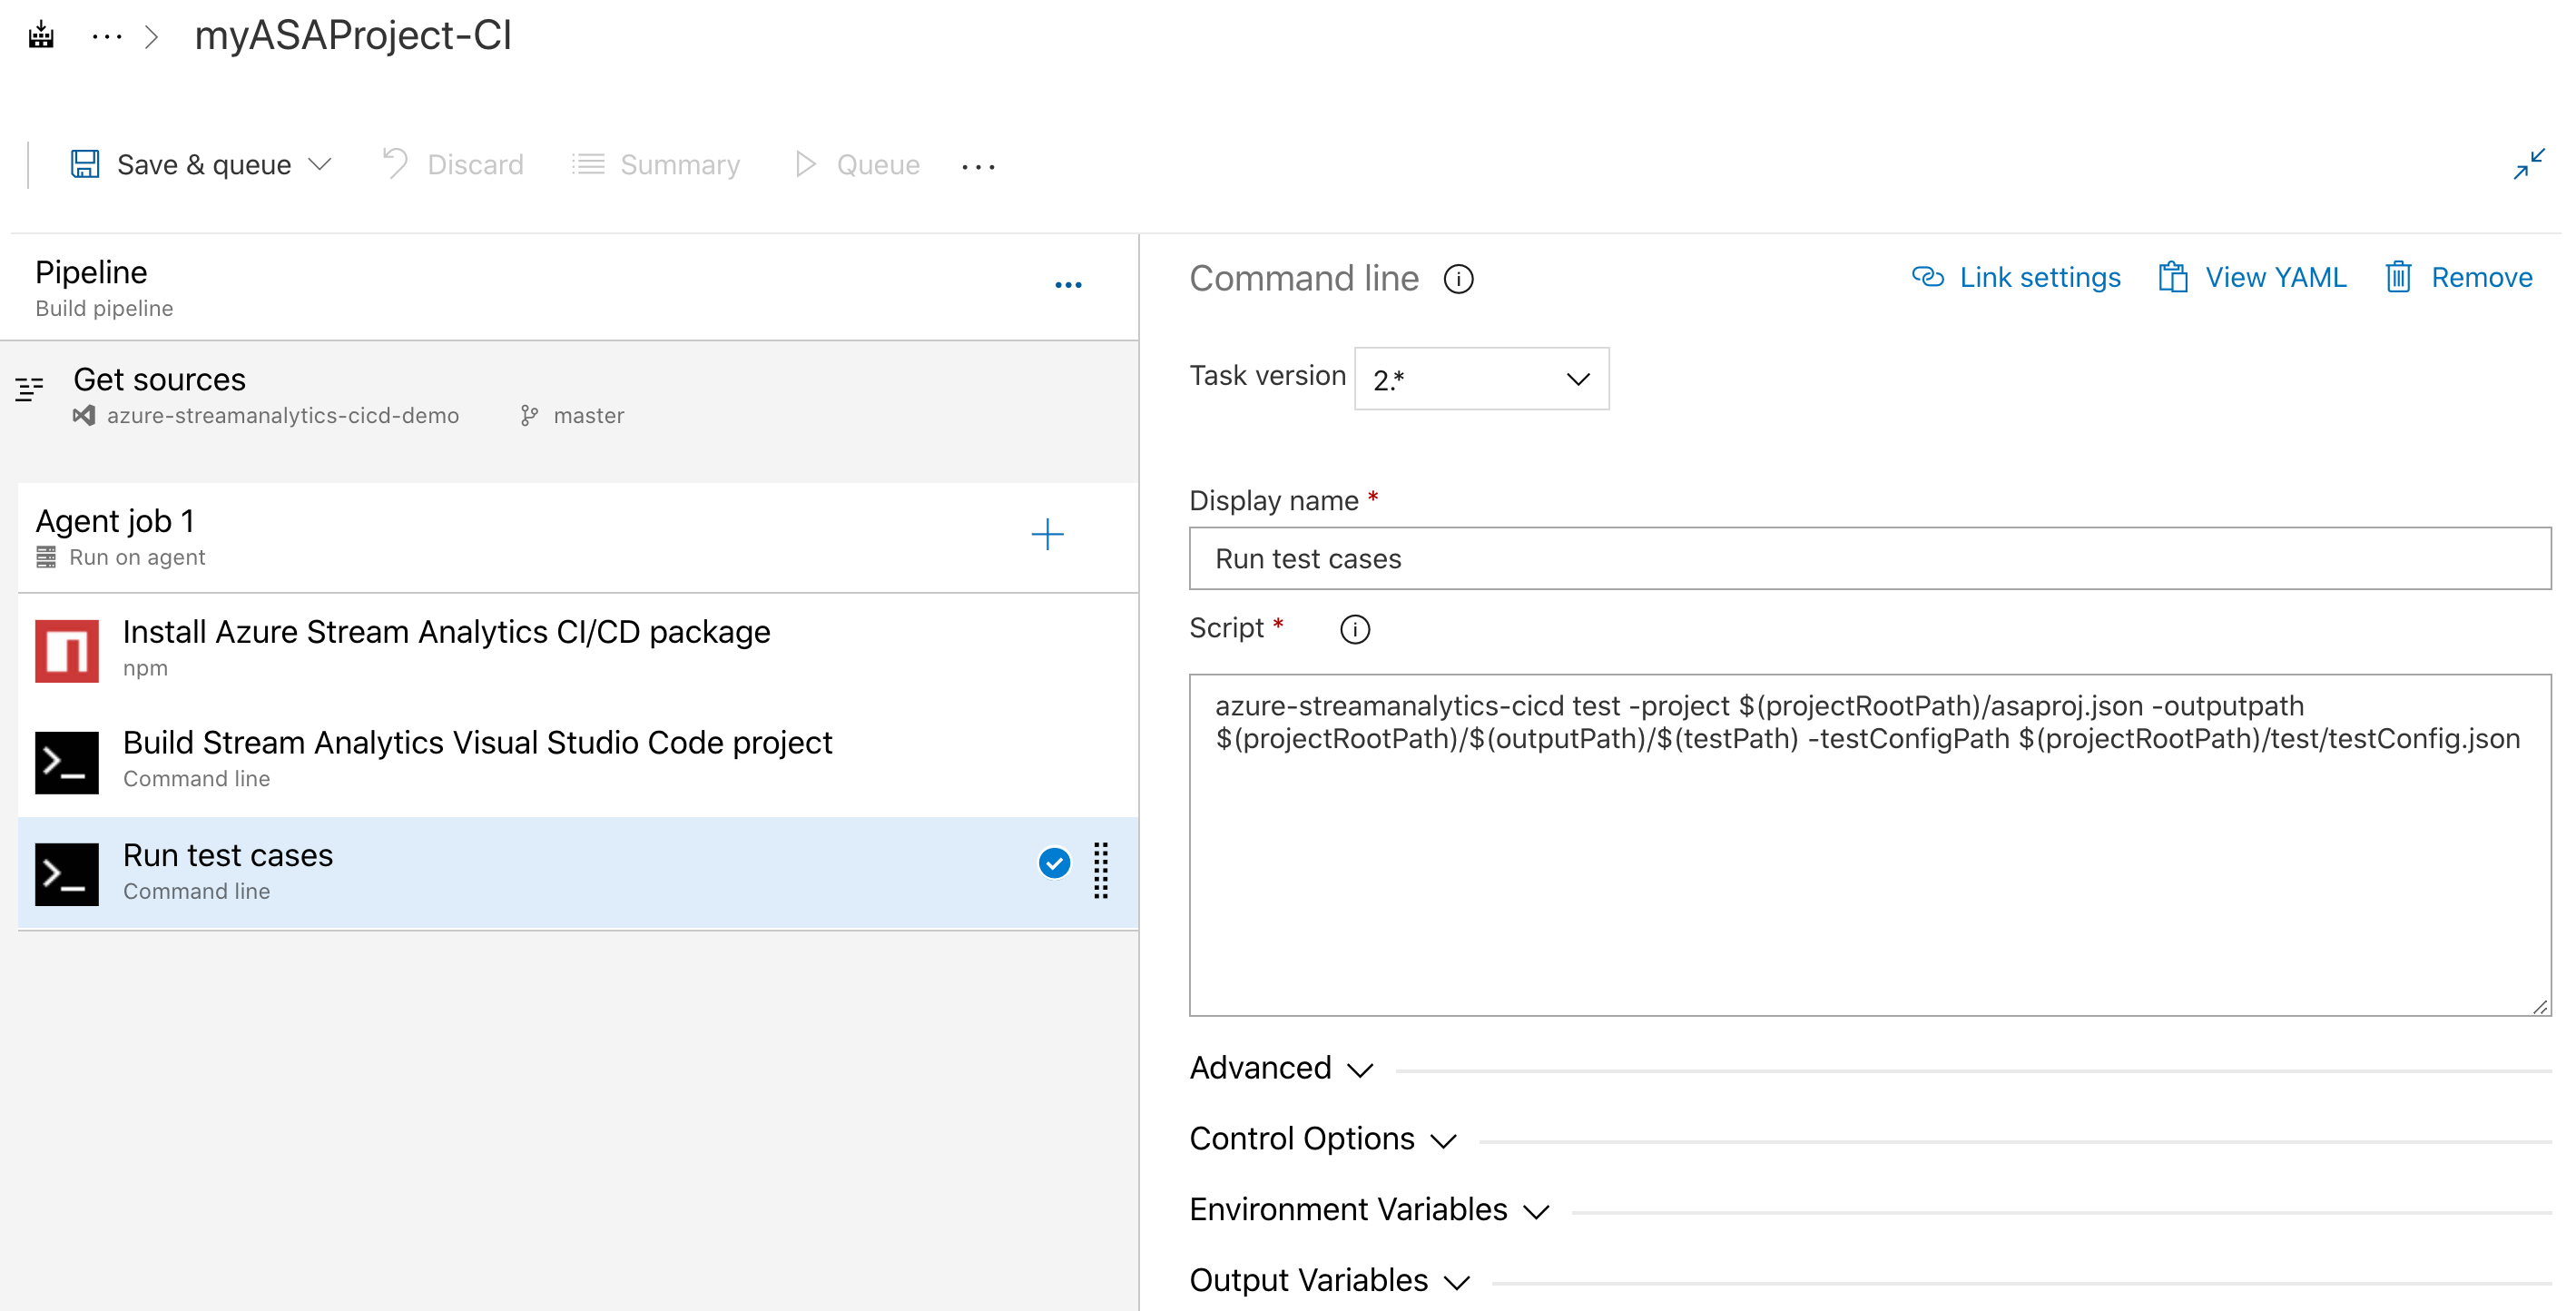 myASAProject-CI
Save & queue Discard Summary Queue
Pipeline
Build pipeline
Get sources
azure-streamanalytics-cicd-demo master
Agent job 1
Run on agent
Install Azure Stream Analytics CI/CD package
npm
Build Stream Analytics Visual Studio Code project
Command line
Run test cases
Command line
Command line Link settings View YAML Remove
Task version 2.*
Display name *
Run test cases
Script *
azure-streamanalytics-cicd test -project $(projectRootPath)/asaproj.json -outputpath
$(projectRootPath)/$(outputPath)/$(testPath) -testConfigPath $(projectRootPath)/test/testConfig.json
Advanced
Control Options
Environment Variables
Output Variables